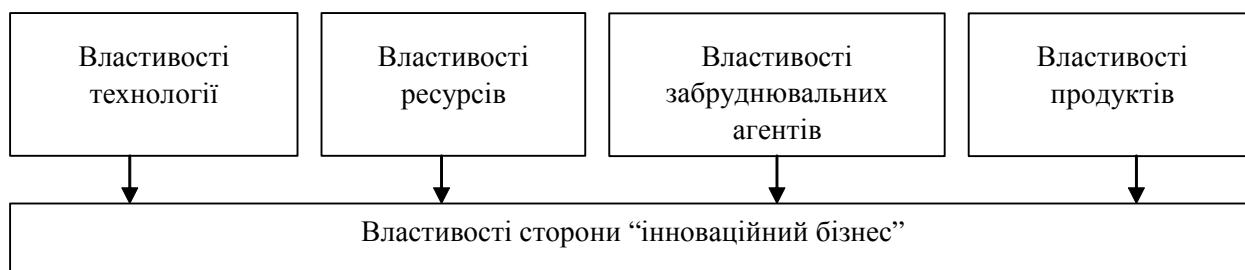 Властивості
технології
Властивості
ресурсів
Властивості
забруднювальних
агентів
Властивості
продуктів
Властивості сторони “інноваційний бізнес”